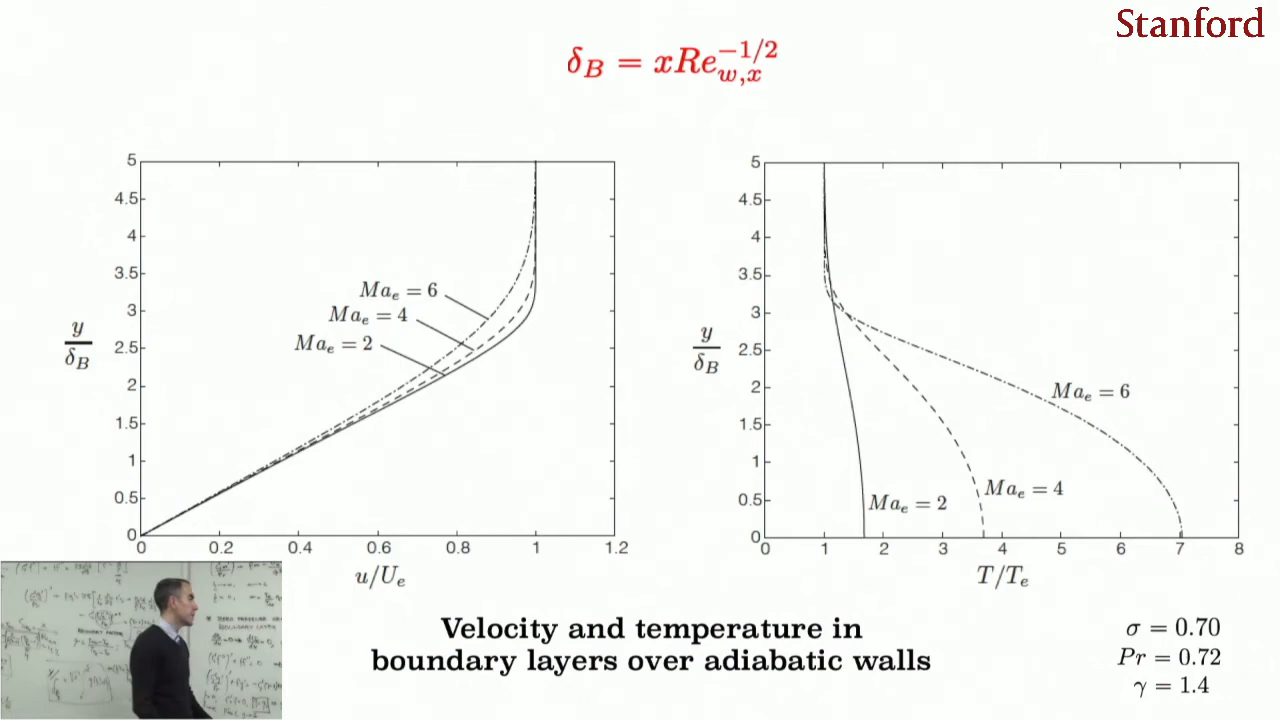 Stanford
δ_B = xRe_{w,x}^{-1/2}
5
4.5
4
3.5
3
2.5
2
1.5
1
0.5
0
y/δ_B
Ma_e = 6
Ma_e = 4
Ma_e = 2
0 0.2 0.4 0.6 0.8 1 1.2
u/U_e
5
4.5
4
3.5
3
2.5
2
1.5
1
0.5
0
y/δ_B
Ma_e = 6
Ma_e = 4
Ma_e = 2
0 1 2 3 4 5 6 7 8
T/T_e
Velocity and temperature in
boundary layers over adiabatic walls
σ = 0.70
Pr = 0.72
γ = 1.4